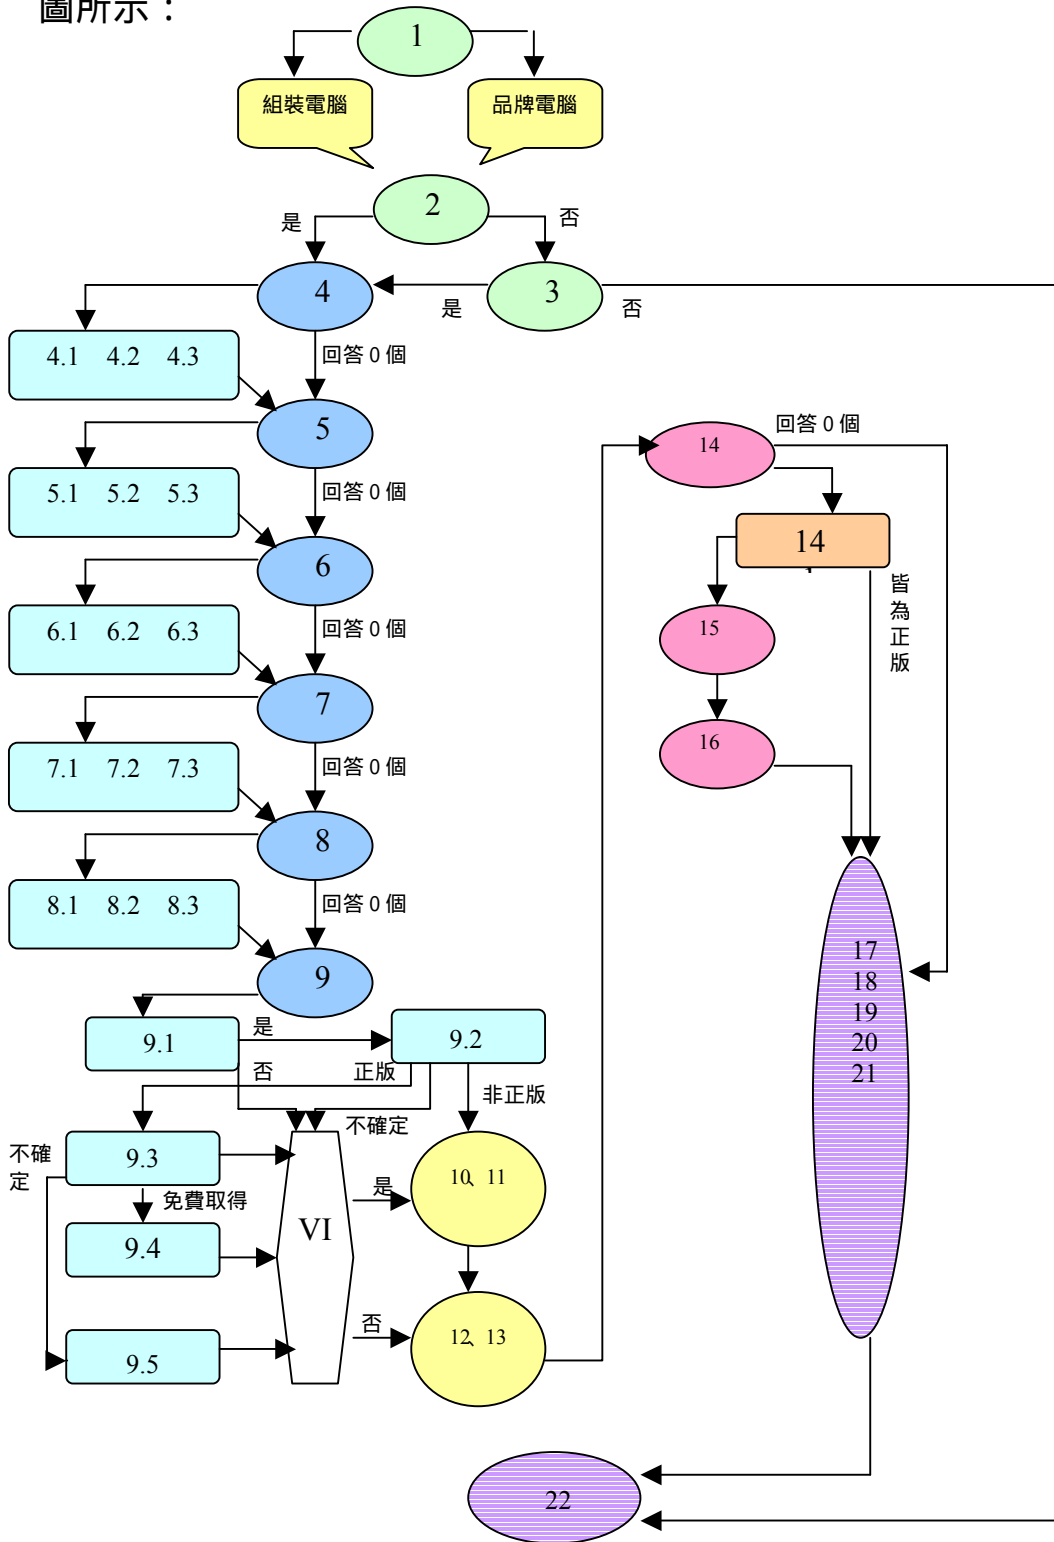 圖所示：
1
組裝電腦
品牌電腦
2
是
否
4
3
是
否
4.1 4.2 4.3
回答 0 個
5
回答 0 個
14
5.1 5.2 5.3
回答 0 個
14
6
皆為正版
6.1 6.2 6.3
回答 0 個
15
7
16
7.1 7.2 7.3
回答 0 個
8
8.1 8.2 8.3
回答 0 個
9
17
18
19
20
21
9.1
是
9.2
否
正版
非正版
不確定
不確定
9.3
免費取得
是
10、11
9.4
VI
否
12、13
9.5
22